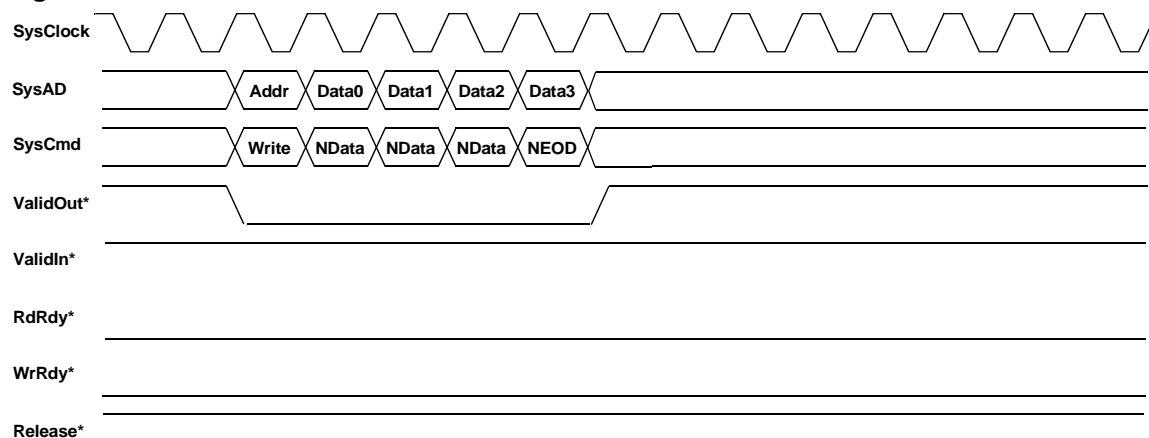 SysClock
SysAD Addr Data0 Data1 Data2 Data3
SysCmd Write NData NData NData NEOD
ValidOut*
ValidIn*
RdRdy*
WrRdy*
Release*